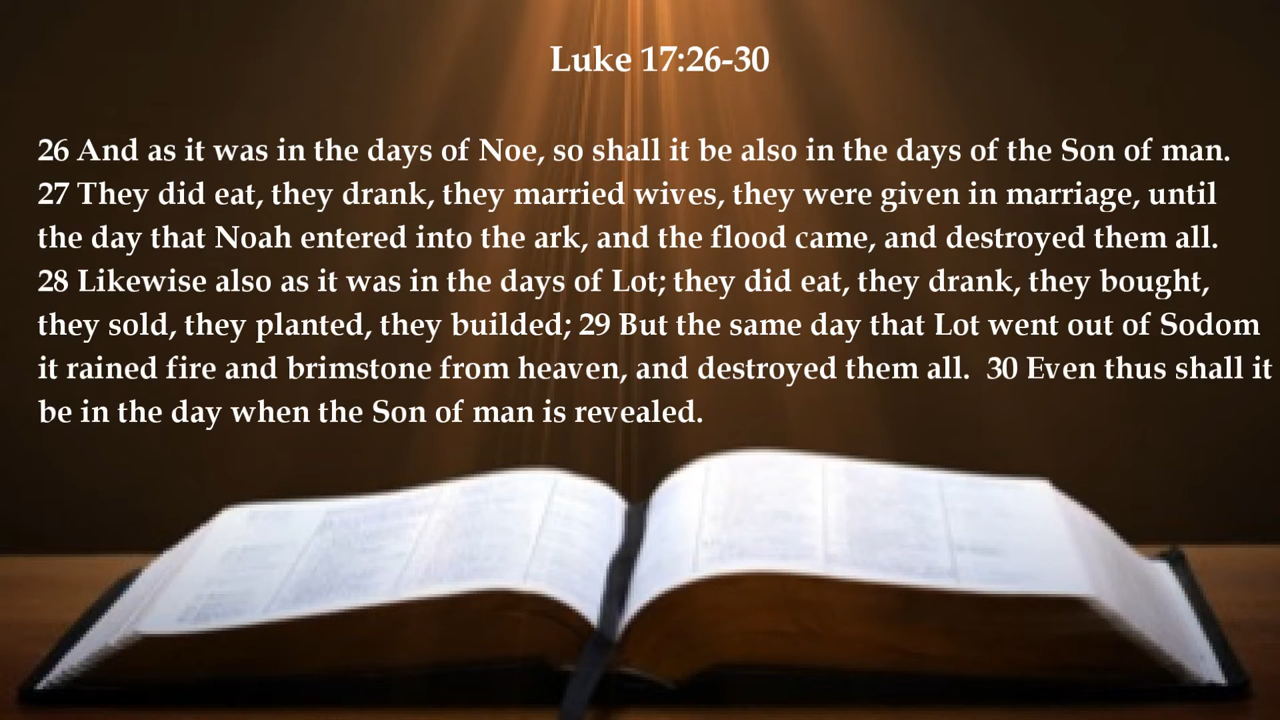 Luke 17:26-30
26 And as it was in the days of Noe, so shall it be also in the days of the Son of man.
27 They did eat, they drank, they married wives, they were given in marriage, until
the day that Noah entered into the ark, and the flood came, and destroyed them all.
28 Likewise also as it was in the days of Lot; they did eat, they drank, they bought,
they sold, they planted, they builded; 29 But the same day that Lot went out of Sodom
it rained fire and brimstone from heaven, and destroyed them all.  30 Even thus shall it
be in the day when the Son of man is revealed.